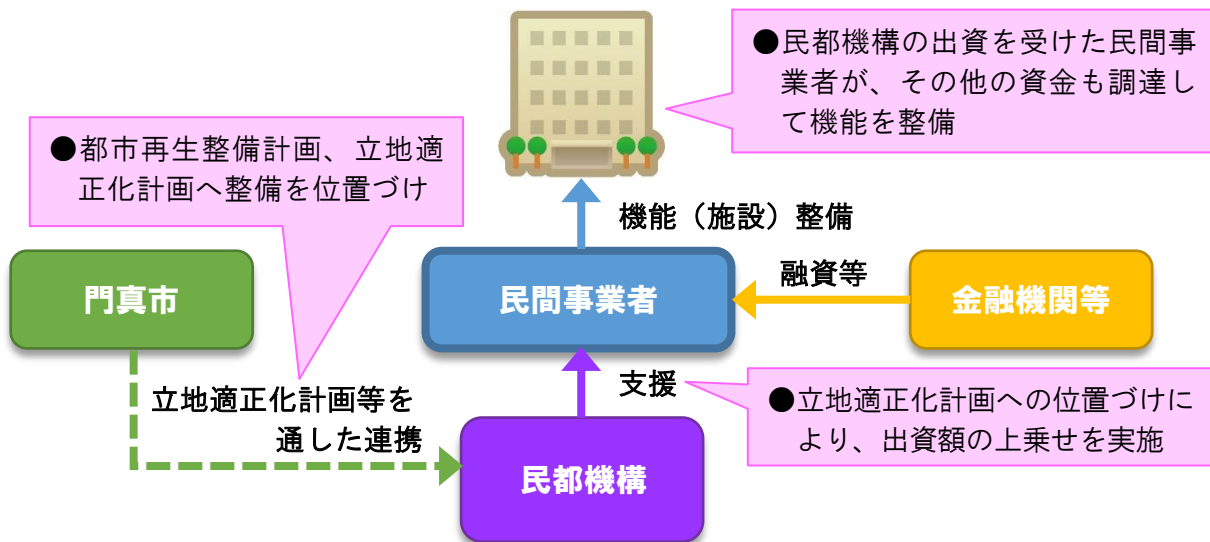 ●民都機構の出資を受けた民間事
業者が、その他の資金も調達し
て機能を整備
●都市再生整備計画、立地適
正化計画へ整備を位置づけ
機能（施設）整備
門真市
民間事業者
融資等
金融機関等
立地適正化計画等を
通した連携
支援
●立地適正化計画への位置づけに
より、出資額の上乗せを実施
民都機構